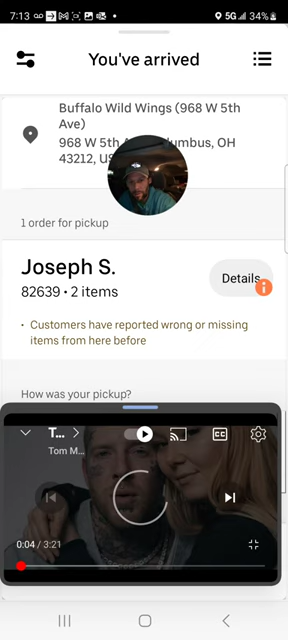 7:13
5G 34%
You've arrived
Buffalo Wild Wings (968 W 5th
Ave)
968 W 5th Columbus, OH
43212, US
1 order for pickup
Joseph S.
82639 • 2 items
Details
Customers have reported wrong or missing
items from here before
How was your pickup?
T...
CC
Tom M...
0:04 / 3:21